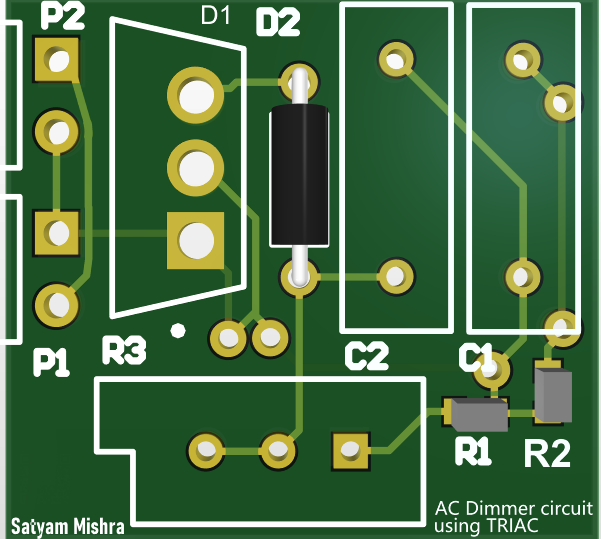 P2
D1
D2
P1
R3
C2
C1
R1
R2
Satyam Mishra
AC Dimmer circuit
using TRIAC